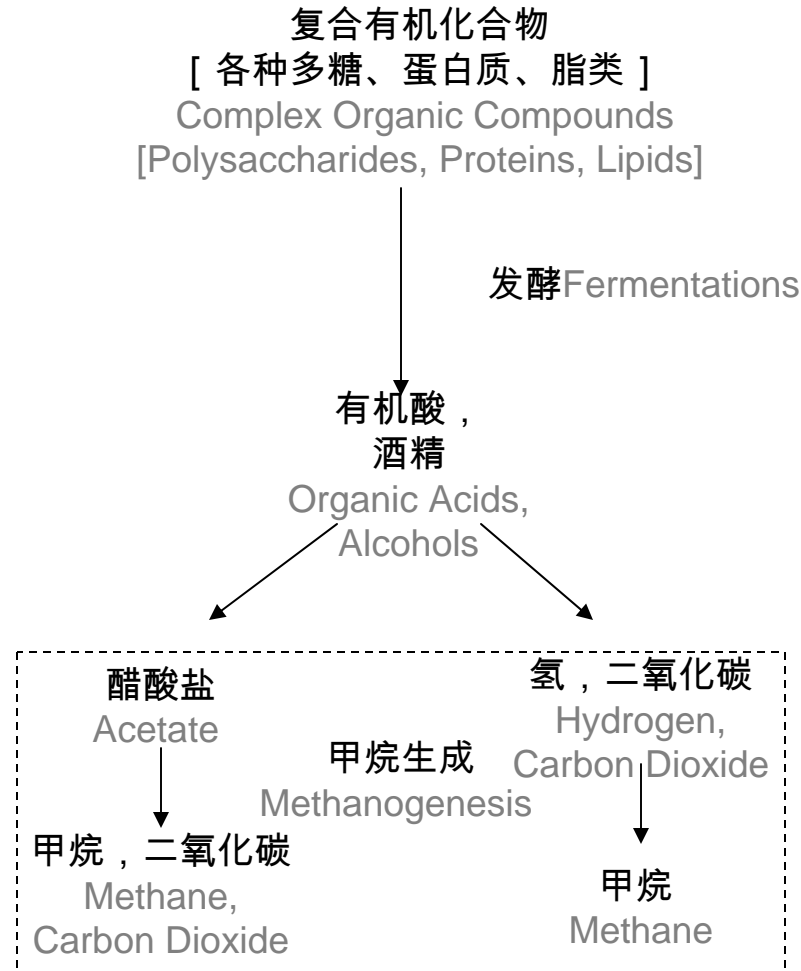 复合有机化合物
[ 各种多糖、蛋白质、脂类 ]
Complex Organic Compounds
[Polysaccharides, Proteins, Lipids]
发酵Fermentations
有机酸，
酒精
Organic Acids,
Alcohols
醋酸盐
Acetate
氢，二氧化碳
Hydrogen,
Carbon Dioxide
甲烷生成
Methanogenesis
甲烷，二氧化碳
Methane,
Carbon Dioxide
甲烷
Methane